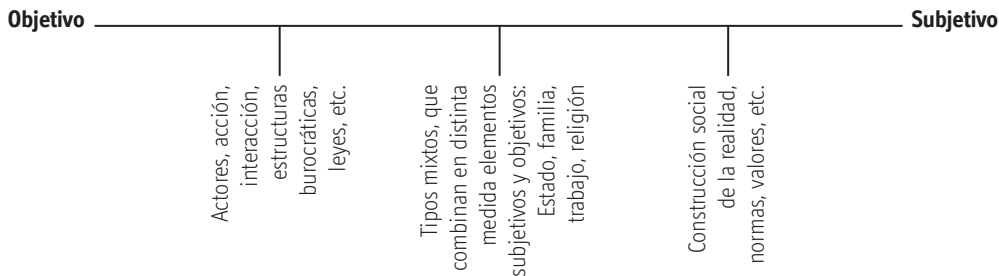 Objetivo
Subjetivo
Actores, acción,
interacción,
estructuras
burocráticas,
leyes, etc.
Tipos mixtos, que
combinan en distinta
medida elementos
subjetivos y objetivos:
Estado, familia,
trabajo, religión
Construcción social
de la realidad,
normas, valores, etc.